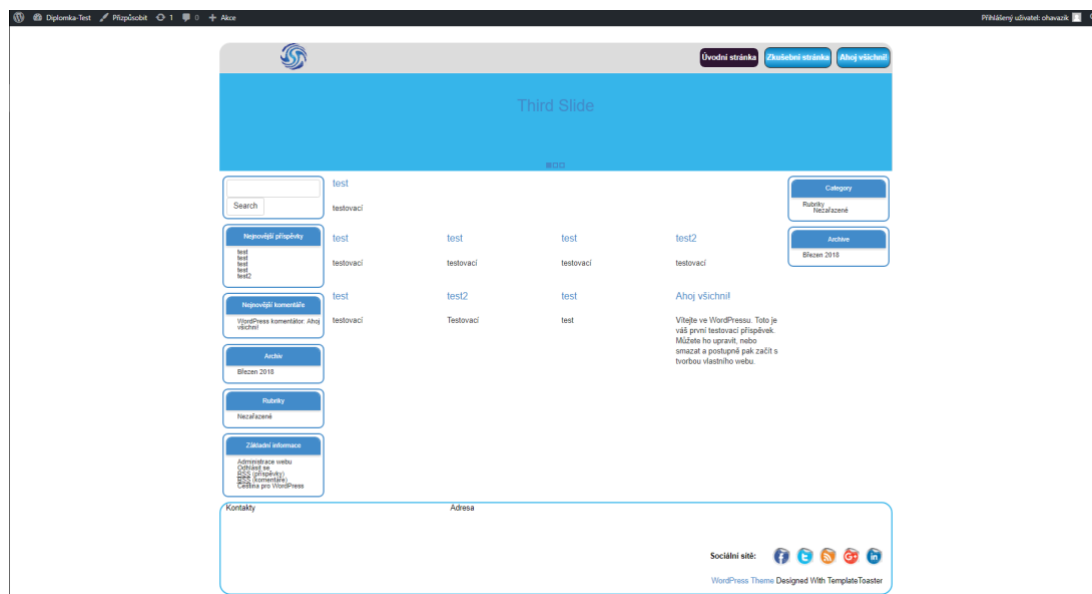 Diplomka-Test Přizpůsobit 1 0 + Akce
Přihlášený uživatel: ohavazik
Úvodní stránka Zkušební stránka Ahoj všichni!
Third Slide
Search
Nejnovější příspěvky
test
test
test
test
test2
Nejnovější komentáře
WordPress komentátor: Ahoj
všichni!
Archiv
Březen 2018
Rubriky
Nezařazené
Základní informace
Administrace webu
Odhlásit se
RSS (příspěvky)
RSS (komentáře)
Čeština pro WordPress
test
testovací
test test test test2
testovací testovací testovací testovací
test test2 test Ahoj všichni!
testovací Testovací test Vítejte ve WordPressu. Toto je
váš první testovací příspěvek.
Můžete ho upravit, nebo
smazat a postupně pak začít s
tvorbou vlastního webu.
Category
Rubriky
Nezařazené
Archive
Březen 2018
Kontakty Adresa
Sociální sítě:
WordPress Theme Designed With TemplateToaster